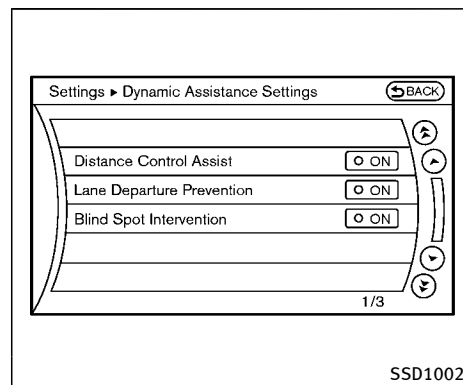 Settings ▸ Dynamic Assistance Settings
BACK
Distance Control Assist
ON
Lane Departure Prevention
ON
Blind Spot Intervention
ON
1/3
SSD1002